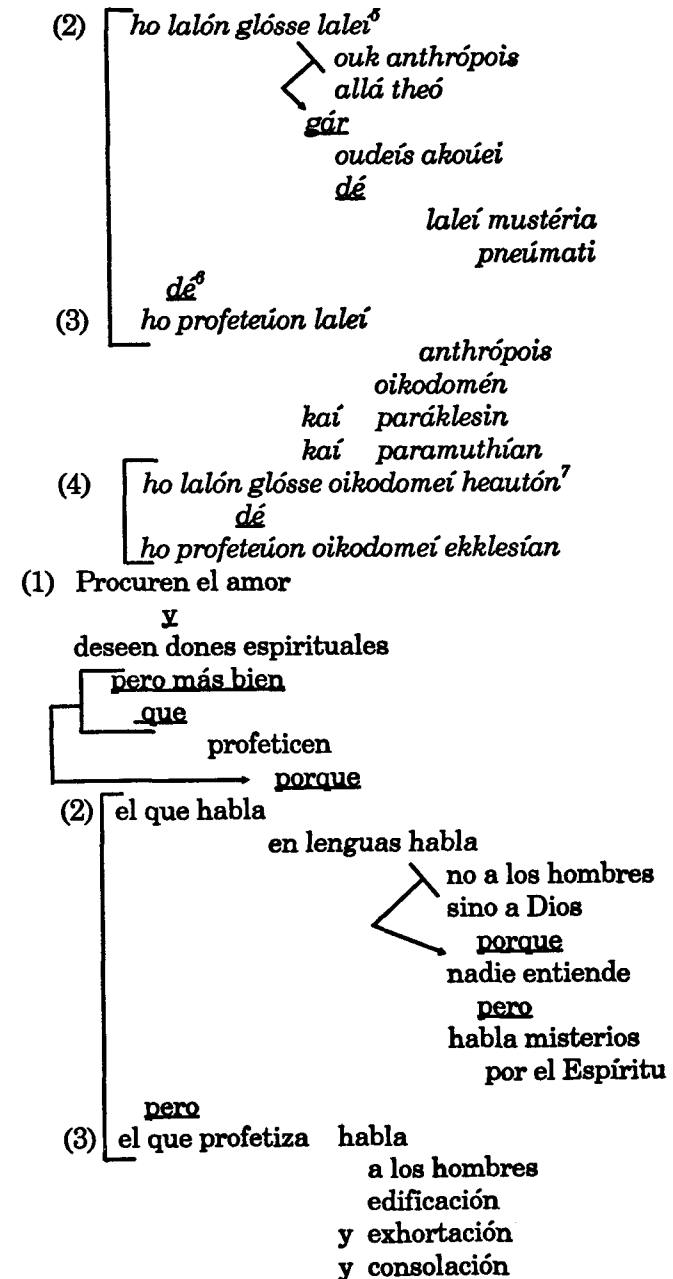 (2) ho lalón glósse laleí⁵
ouk anthrópois
allá theó
gár
oudeís akoúei
dé
laleí mustéria
pneúmati
dé⁶
(3) ho profeteúon laleí
anthrópois
oikodomén
kaí paráklesin
kaí paramuthían
(4) ho lalón glósse oikodomeí heautón⁷
dé
ho profeteúon oikodomeí ekklesían
(1) Procuren el amor
y
deseen dones espirituales
pero más bien
que
profeticen
porque
(2) el que habla
en lenguas habla
no a los hombres
sino a Dios
porque
nadie entiende
pero
habla misterios
por el Espíritu
pero
(3) el que profetiza habla
a los hombres
edificación
y exhortación
y consolación